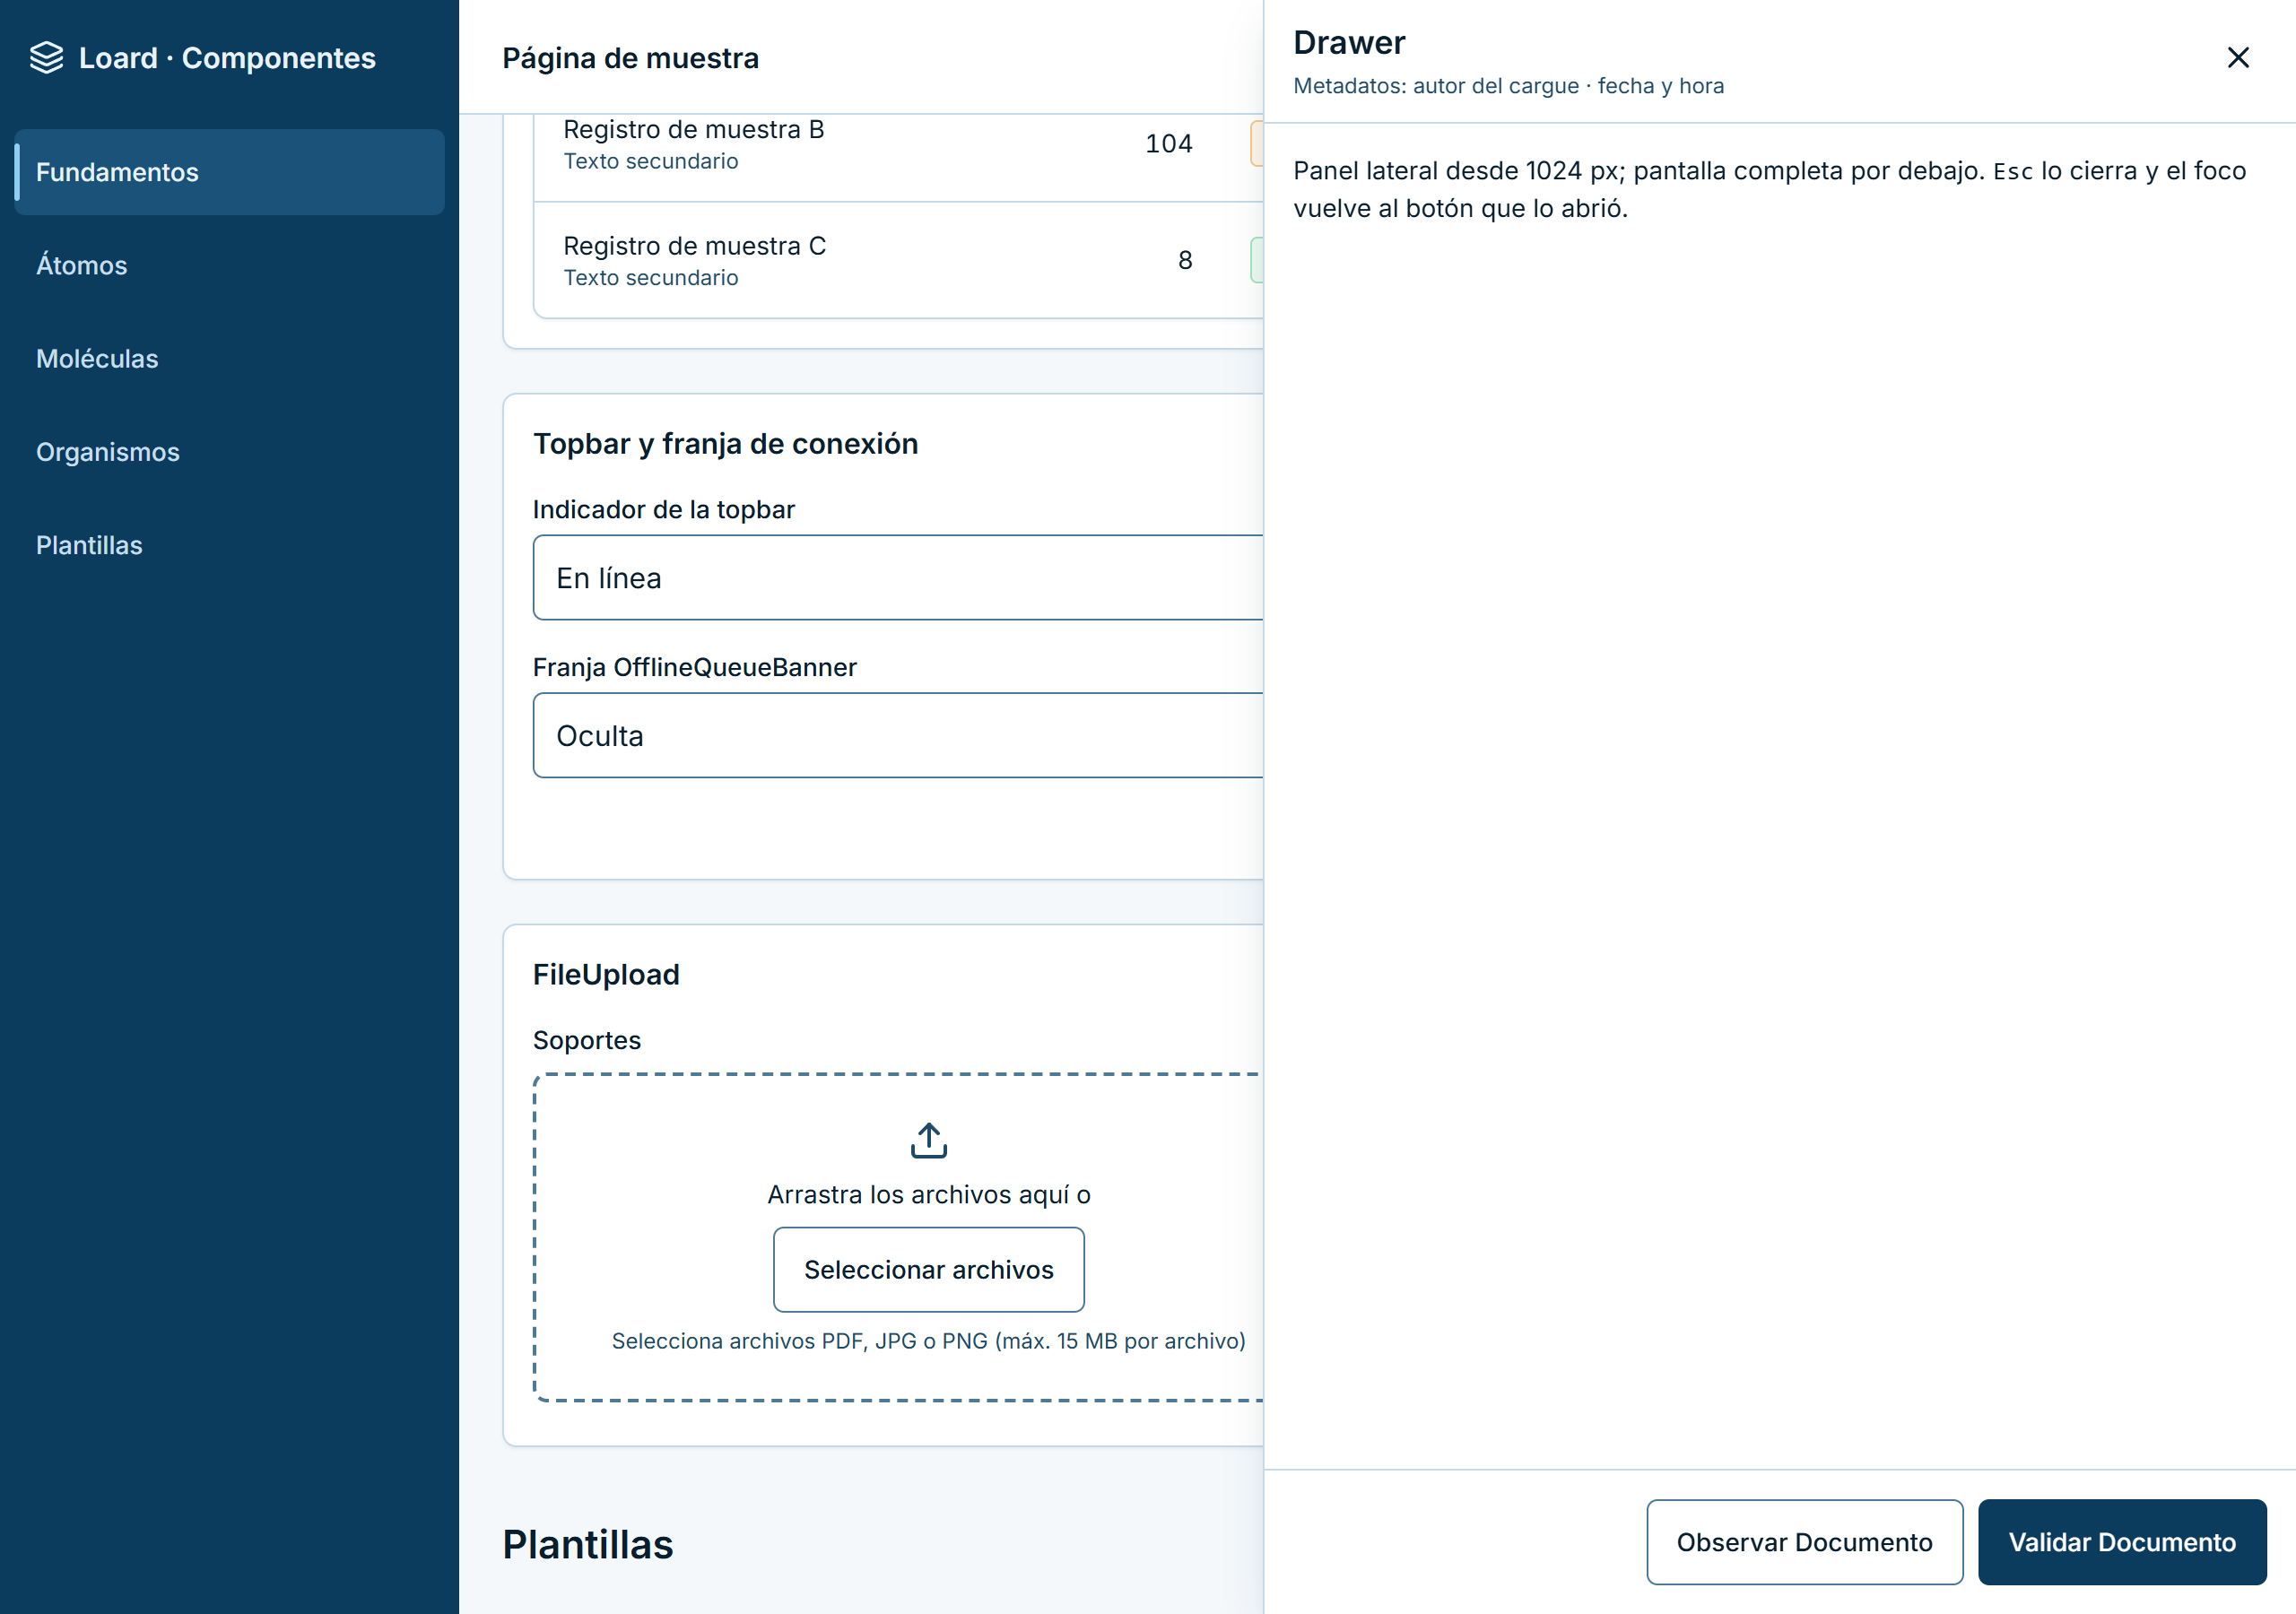 Loard · Componentes
Fundamentos
Átomos
Moléculas
Organismos
Plantillas
Página de muestra
Registro de muestra B
Texto secundario
104
Registro de muestra C
Texto secundario
8
Topbar y franja de conexión
Indicador de la topbar
En línea
Franja OfflineQueueBanner
Oculta
FileUpload
Soportes
Arrastra los archivos aquí o
Seleccionar archivos
Selecciona archivos PDF, JPG o PNG (máx. 15 MB por archivo)
Plantillas
Drawer
Metadatos: autor del cargue · fecha y hora
Panel lateral desde 1024 px; pantalla completa por debajo. Esc lo cierra y el foco
vuelve al botón que lo abrió.
Observar Documento
Validar Documento